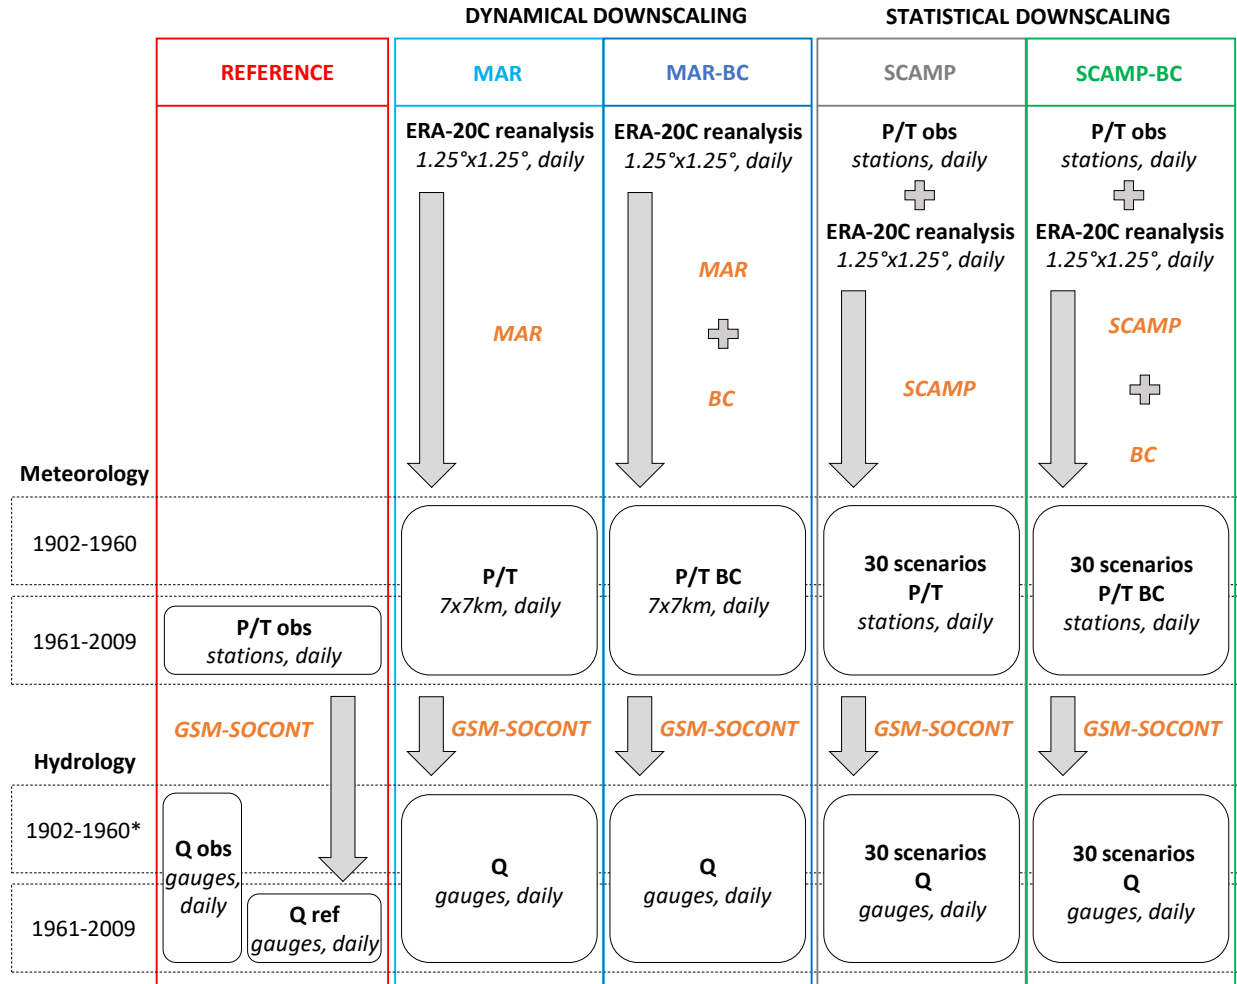 DYNAMICAL DOWNSCALING
STATISTICAL DOWNSCALING
REFERENCE
MAR
MAR-BC
SCAMP
SCAMP-BC
ERA-20C reanalysis
1.25°x1.25°, daily
MAR
ERA-20C reanalysis
1.25°x1.25°, daily
MAR
BC
P/T obs
stations, daily
ERA-20C reanalysis
1.25°x1.25°, daily
SCAMP
P/T obs
stations, daily
ERA-20C reanalysis
1.25°x1.25°, daily
SCAMP
BC
Meteorology
1902-1960
1961-2009
P/T obs
stations, daily
P/T
7x7km, daily
P/T BC
7x7km, daily
30 scenarios
P/T
stations, daily
30 scenarios
P/T BC
stations, daily
GSM-SOCONT
GSM-SOCONT
GSM-SOCONT
GSM-SOCONT
GSM-SOCONT
Hydrology
1902-1960*
1961-2009
Q obs
gauges,
daily
Q ref
gauges, daily
Q
gauges, daily
Q
gauges, daily
30 scenarios
Q
gauges, daily
30 scenarios
Q
gauges, daily